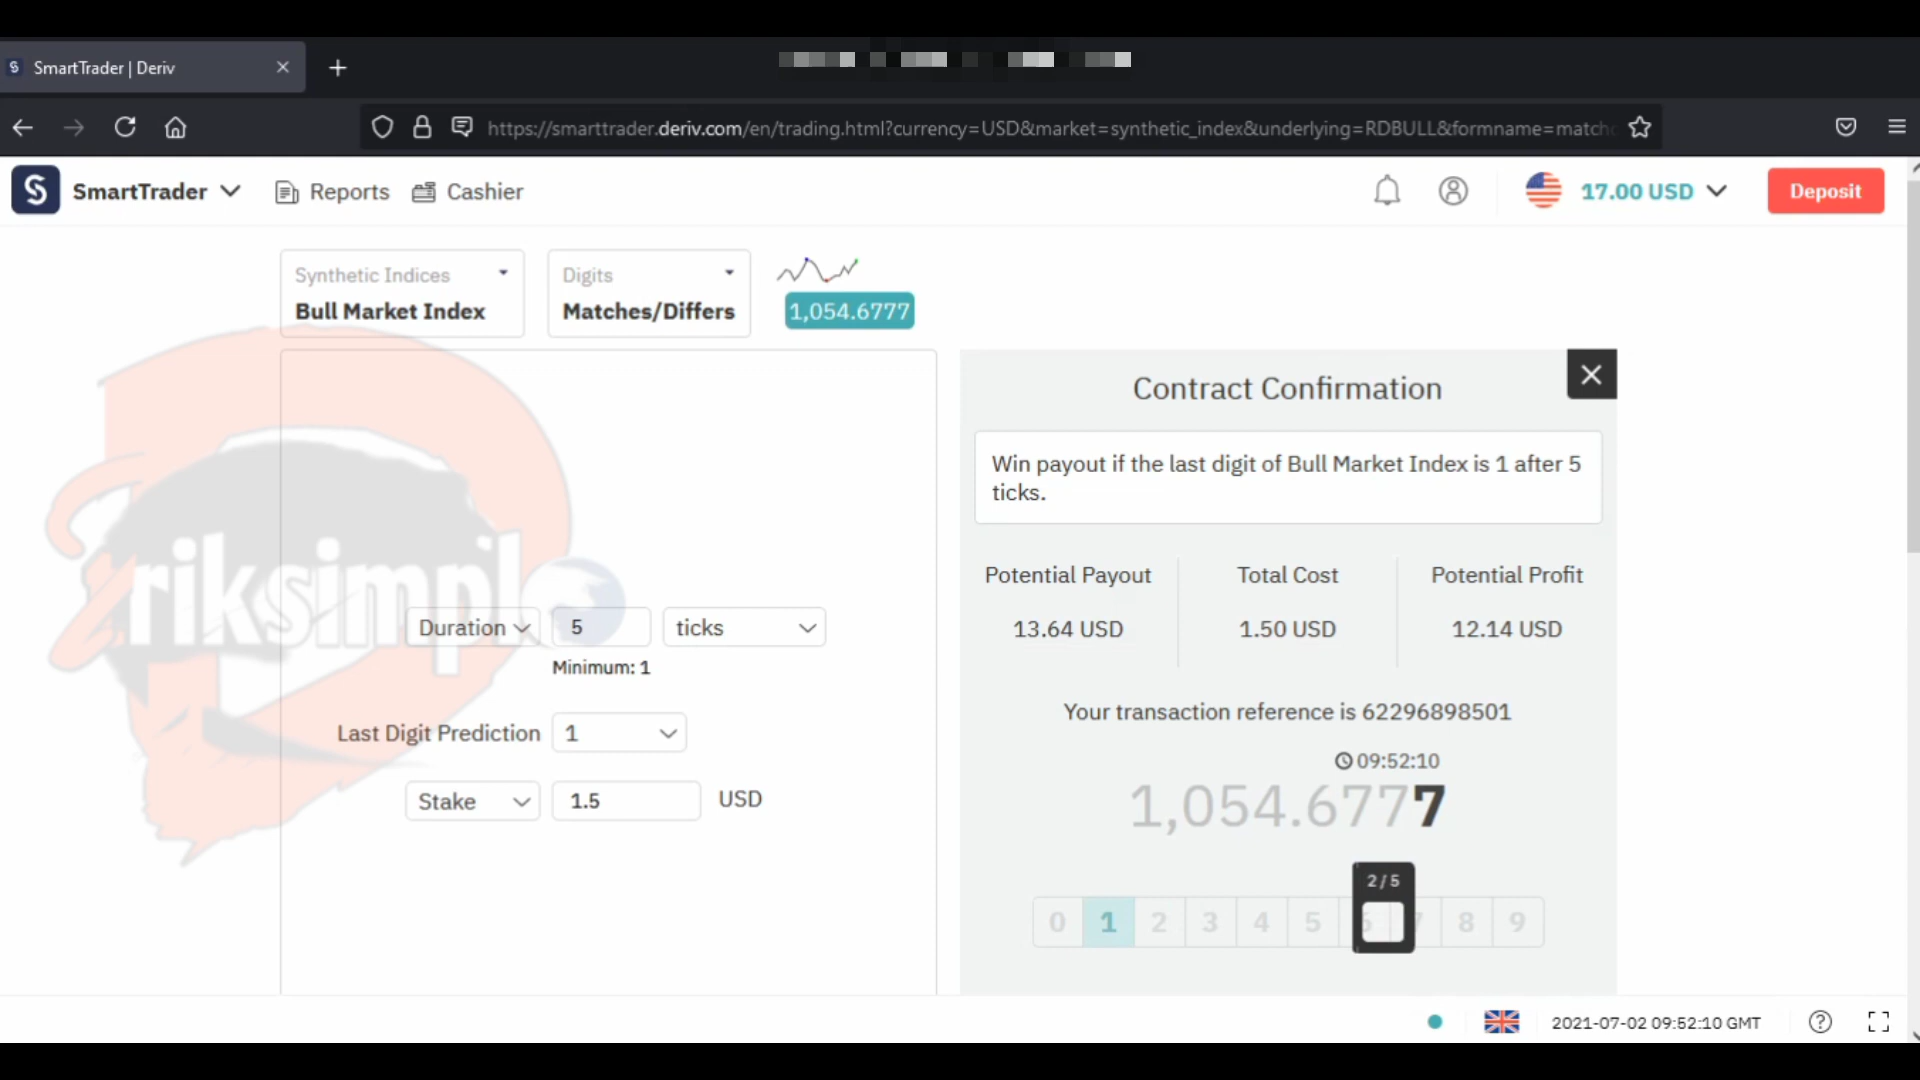 SmartTrader | Deriv
https://smarttrader.deriv.com/en/trading.html?currency=USD&market=synthetic_index&underlying=RDBULL&formname=match
SmartTrader
Reports
Cashier
17.00 USD
Deposit
Synthetic Indices
Bull Market Index
Digits
Matches/Differs
1,054.6777
riksimpl
Duration
5
ticks
Minimum: 1
Last Digit Prediction
1
Stake
1.5
USD
Contract Confirmation
Win payout if the last digit of Bull Market Index is 1 after 5
ticks.
Potential Payout
Total Cost
Potential Profit
13.64 USD
1.50 USD
12.14 USD
Your transaction reference is 62296898501
09:52:10
1,054.6777
2/5
0 1 2 3 4 5 6 7 8 9
2021-07-02 09:52:10 GMT